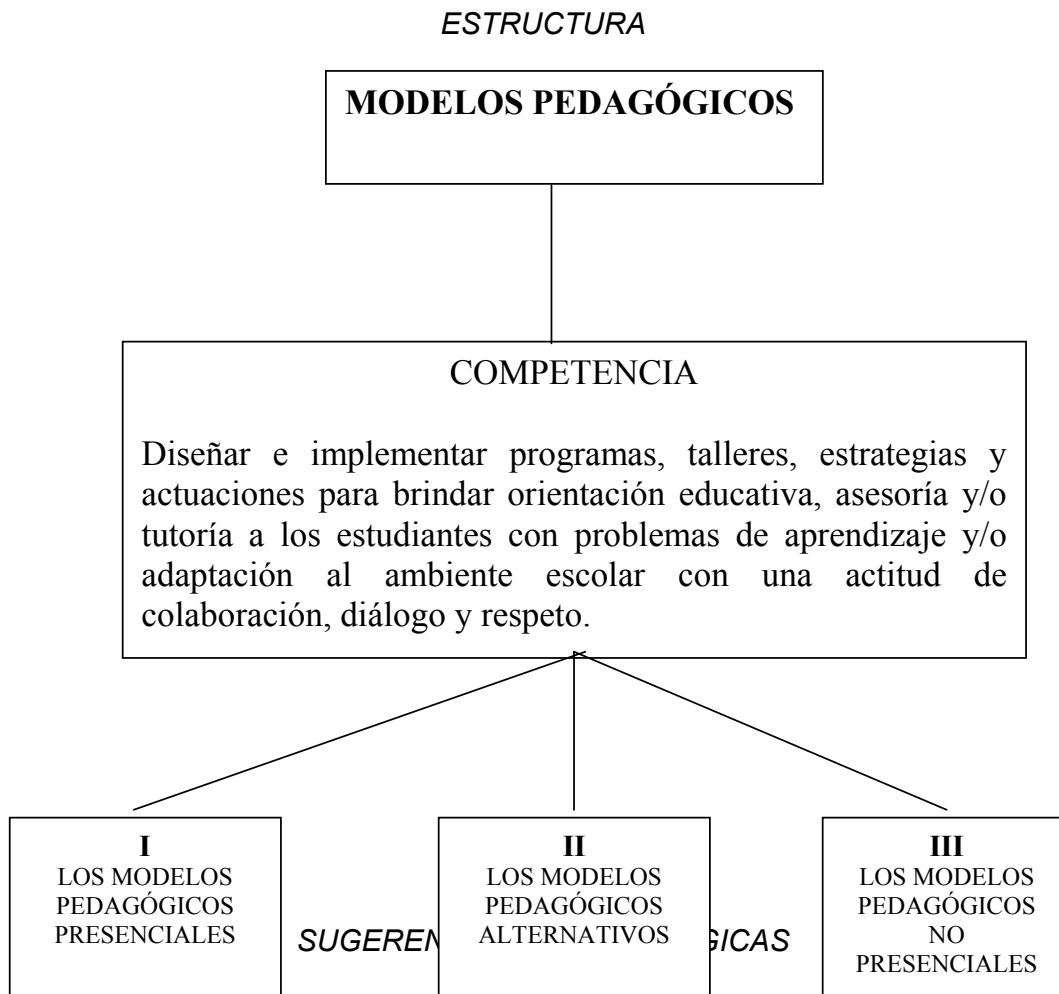 ESTRUCTURA
MODELOS PEDAGÓGICOS
COMPETENCIA
Diseñar e implementar programas, talleres, estrategias y
actuaciones para brindar orientación educativa, asesoría y/o
tutoría a los estudiantes con problemas de aprendizaje y/o
adaptación al ambiente escolar con una actitud de
colaboración, diálogo y respeto.
I
LOS MODELOS
PEDAGÓGICOS
PRESENCIALES
II
LOS MODELOS
PEDAGÓGICOS
ALTERNATIVOS
III
LOS MODELOS
PEDAGÓGICOS
NO
PRESENCIALES